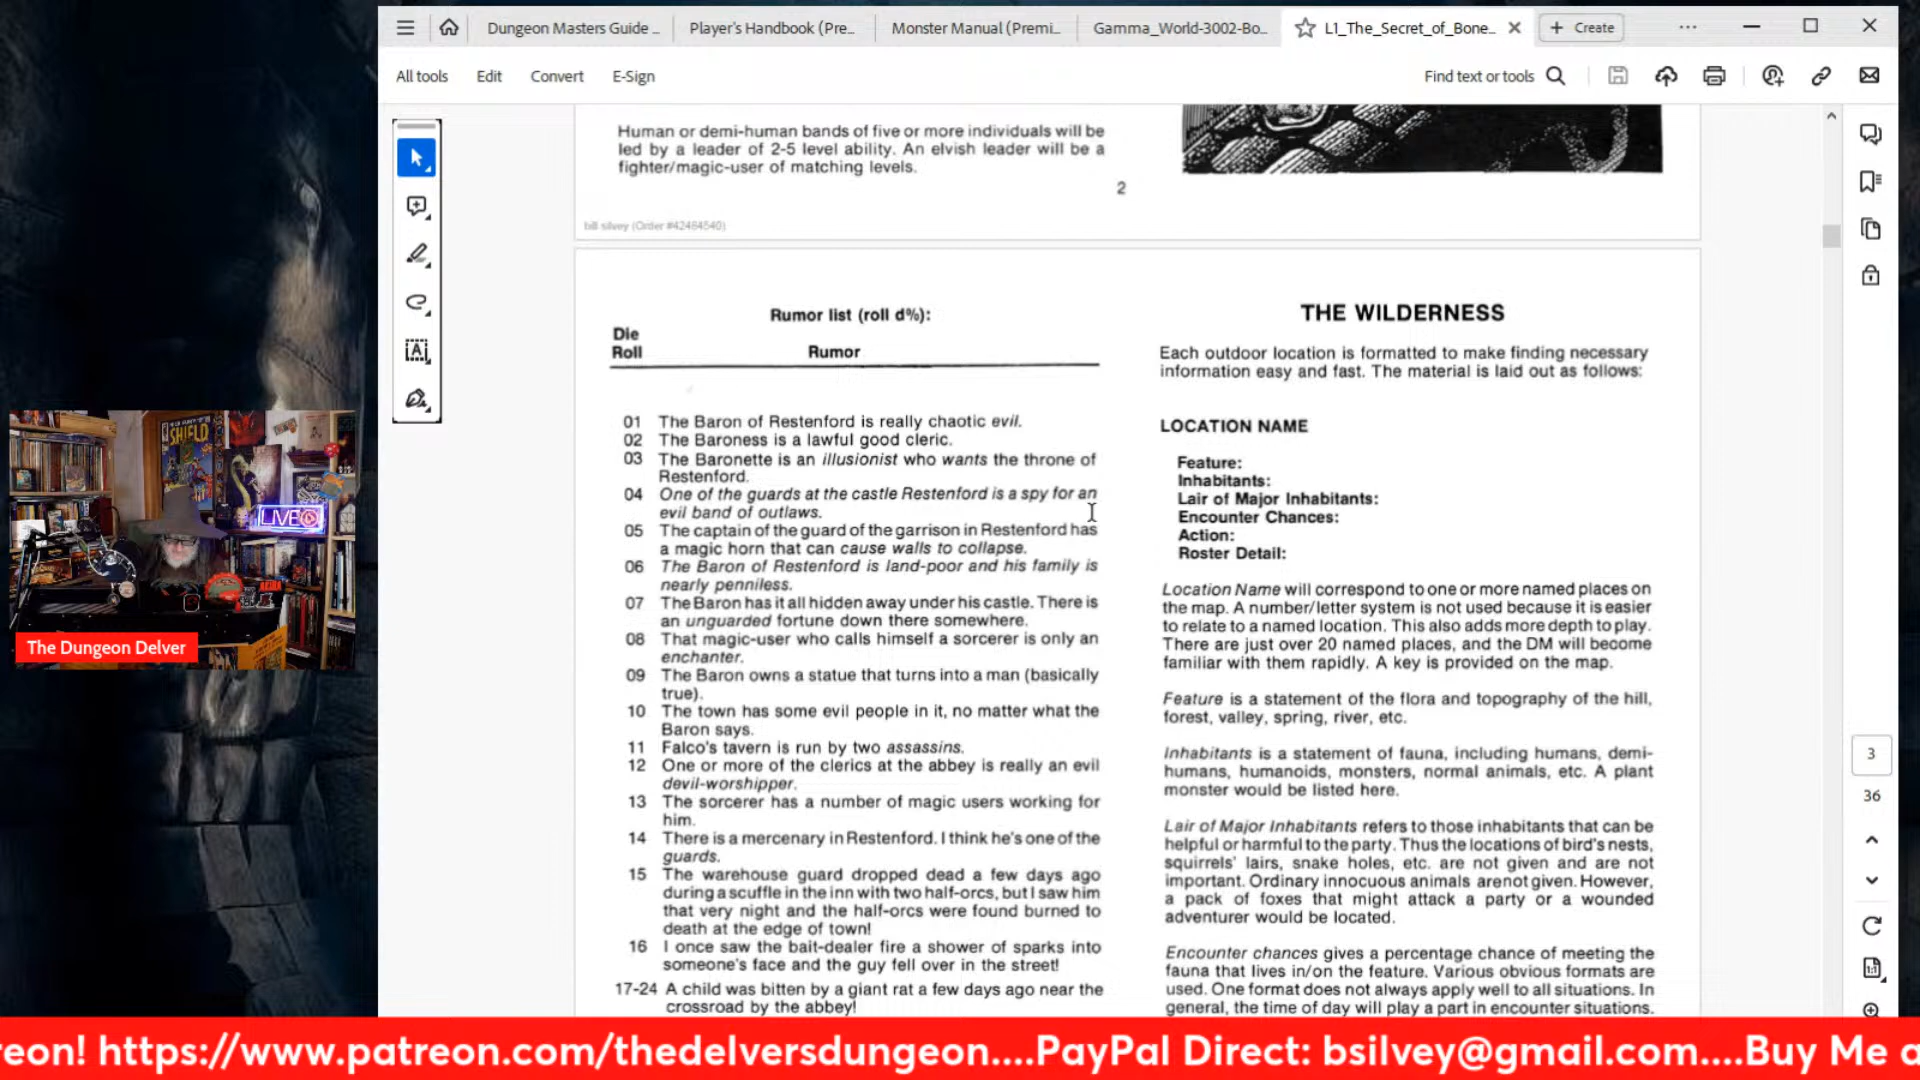 Dungeon Masters Guide ...
Player's Handbook (Pre...
Monster Manual (Premi...
Gamma_World-3002-Bo...
L1_The_Secret_of_Bone...
Create
All tools
Edit
Convert
E-Sign
Find text or tools
Human or demi-human bands of five or more individuals will be
led by a leader of 2-5 level ability. An elvish leader will be a
fighter/magic-user of matching levels.
2
bill silvey (Order #42464540)
Rumor list (roll d%):
Die
Roll
Rumor
01 The Baron of Restenford is really chaotic evil.
02 The Baroness is a lawful good cleric.
03 The Baronette is an illusionist who wants the throne of
Restenford.
04 One of the guards at the castle Restenford is a spy for an
evil band of outlaws.
05 The captain of the guard of the garrison in Restenford has
a magic horn that can cause walls to collapse.
06 The Baron of Restenford is land-poor and his family is
nearly penniless.
07 The Baron has it all hidden away under his castle. There is
an unguarded fortune down there somewhere.
08 That magic-user who calls himself a sorcerer is only an
enchanter.
09 The Baron owns a statue that turns into a man (basically
true).
10 The town has some evil people in it, no matter what the
Baron says.
11 Falco's tavern is run by two assassins.
12 One or more of the clerics at the abbey is really an evil
devil-worshipper.
13 The sorcerer has a number of magic users working for
him.
14 There is a mercenary in Restenford. I think he's one of the
guards.
15 The warehouse guard dropped dead a few days ago
during a scuffle in the inn with two half-orcs, but I saw him
that very night and the half-orcs were found burned to
death at the edge of town!
16 I once saw the bait-dealer fire a shower of sparks into
someone's face and the guy fell over in the street!
17-24 A child was bitten by a giant rat a few days ago near the
crossroad by the abbey!
THE WILDERNESS
Each outdoor location is formatted to make finding necessary
information easy and fast. The material is laid out as follows:
LOCATION NAME
Feature:
Inhabitants:
Lair of Major Inhabitants:
Encounter Chances:
Action:
Roster Detail:
Location Name will correspond to one or more named places on
the map. A number/letter system is not used because it is easier
to relate to a named location. This also adds more depth to play.
There are just over 20 named places, and the DM will become
familiar with them rapidly. A key is provided on the map.
Feature is a statement of the flora and topography of the hill,
forest, valley, spring, river, etc.
Inhabitants is a statement of fauna, including humans, demi-
humans, humanoids, monsters, normal animals, etc. A plant
monster would be listed here.
Lair of Major Inhabitants refers to those inhabitants that can be
helpful or harmful to the party. Thus the locations of bird's nests,
squirrels' lairs, snake holes, etc. are not given and are not
important. Ordinary innocuous animals arenot given. However,
a pack of foxes that might attack a party or a wounded
adventurer would be located.
Encounter chances gives a percentage chance of meeting the
fauna that lives in/on the feature. Various obvious formats are
used. One format does not always apply well to all situations. In
general, the time of day will play a part in encounter situations.
3
36
SHIELD
LIVE
The Dungeon Delver
reon! https://www.patreon.com/thedelversdungeon....PayPal Direct: bsilvey@gmail.com....Buy Me a